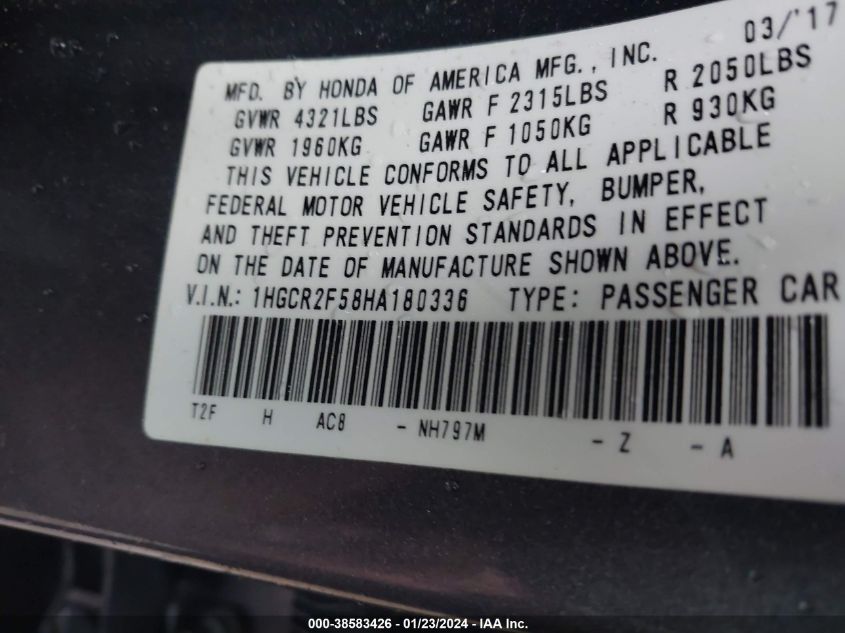 03/'17
MFD. BY HONDA OF AMERICA MFG., INC.
GVWR 4321LBS GAWR F 2315LBS R 2050LBS
GVWR 1960KG GAWR F 1050KG R 930KG
THIS VEHICLE CONFORMS TO ALL APPLICABLE
FEDERAL MOTOR VEHICLE SAFETY, BUMPER,
AND THEFT PREVENTION STANDARDS IN EFFECT
ON THE DATE OF MANUFACTURE SHOWN ABOVE.
V.I.N.: 1HGCR2F58HA180336 TYPE: PASSENGER CAR
T2F H AC8 - NH797M - Z - A
000-38583426 - 01/23/2024 - IAA Inc.